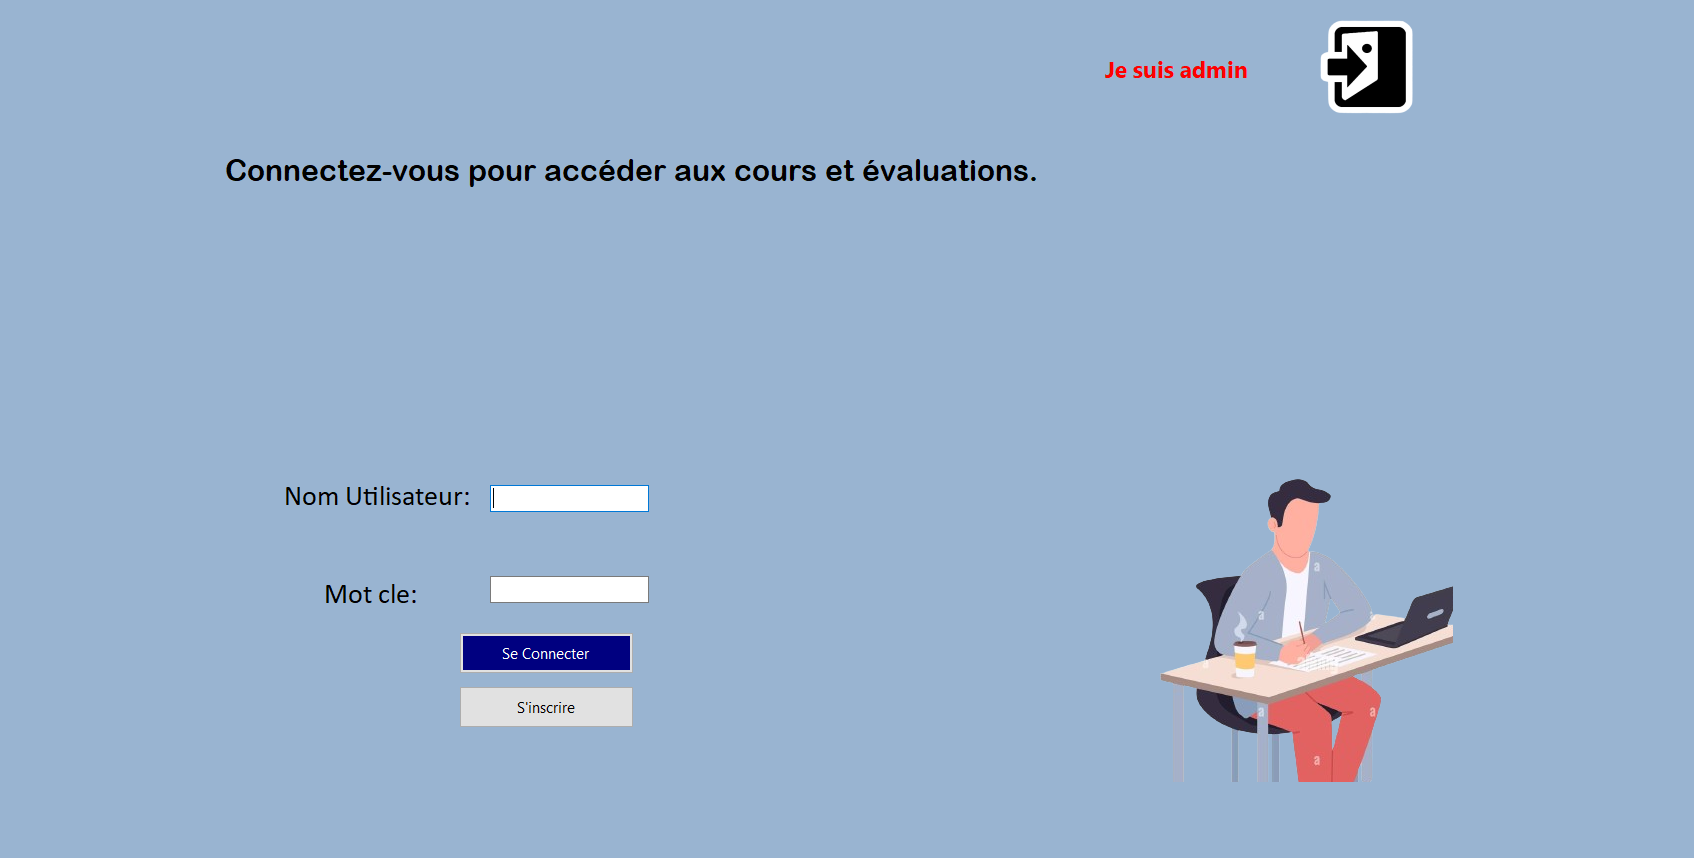 Je suis admin
Connectez-vous pour accéder aux cours et évaluations.
Nom Utilisateur:
Mot cle:
Se Connecter
S'inscrire
a
a
a
a
a
a
a